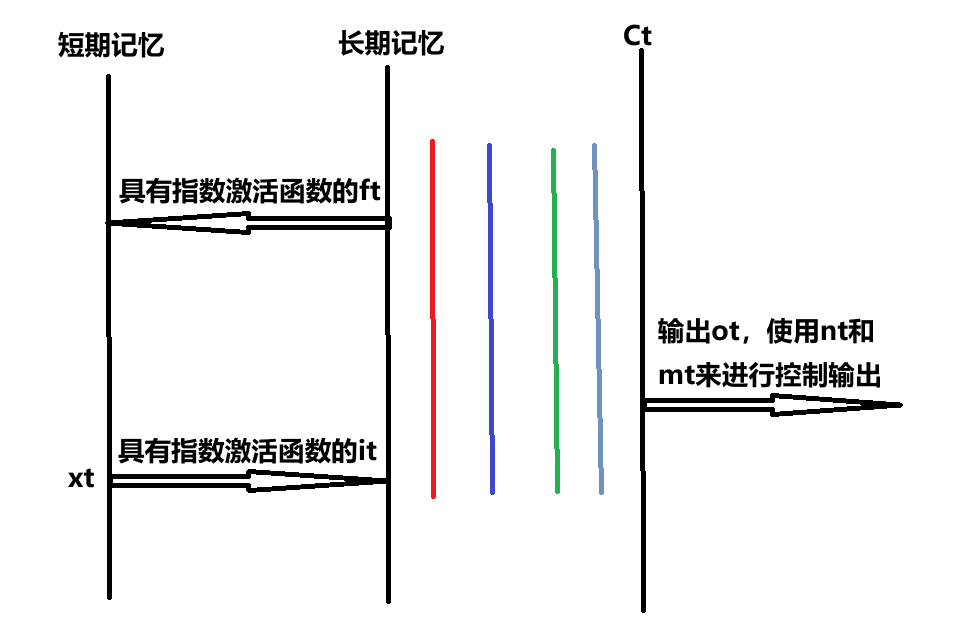 短期记忆
长期记忆
Ct
具有指数激活函数的ft
输出ot，使用nt和
mt来进行控制输出
具有指数激活函数的it
xt